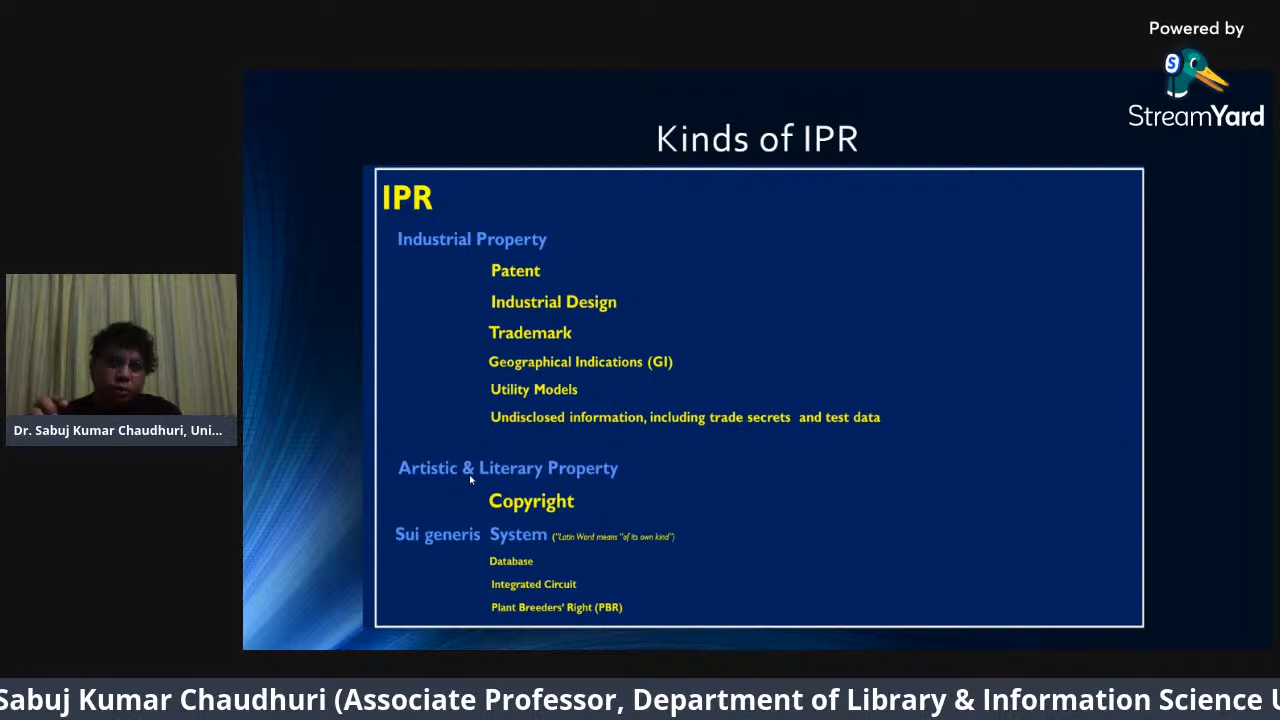 Powered by
StreamYard
Kinds of IPR
IPR
Industrial Property
Patent
Industrial Design
Trademark
Geographical Indications (GI)
Utility Models
Undisclosed information, including trade secrets and test data
Artistic & Literary Property
Copyright
Sui generis System ("Latin Word means "of its own kind")
Database
Integrated Circuit
Plant Breeders' Right (PBR)
Dr. Sabuj Kumar Chaudhuri, Uni...
Sabuj Kumar Chaudhuri (Associate Professor, Department of Library & Information Science U